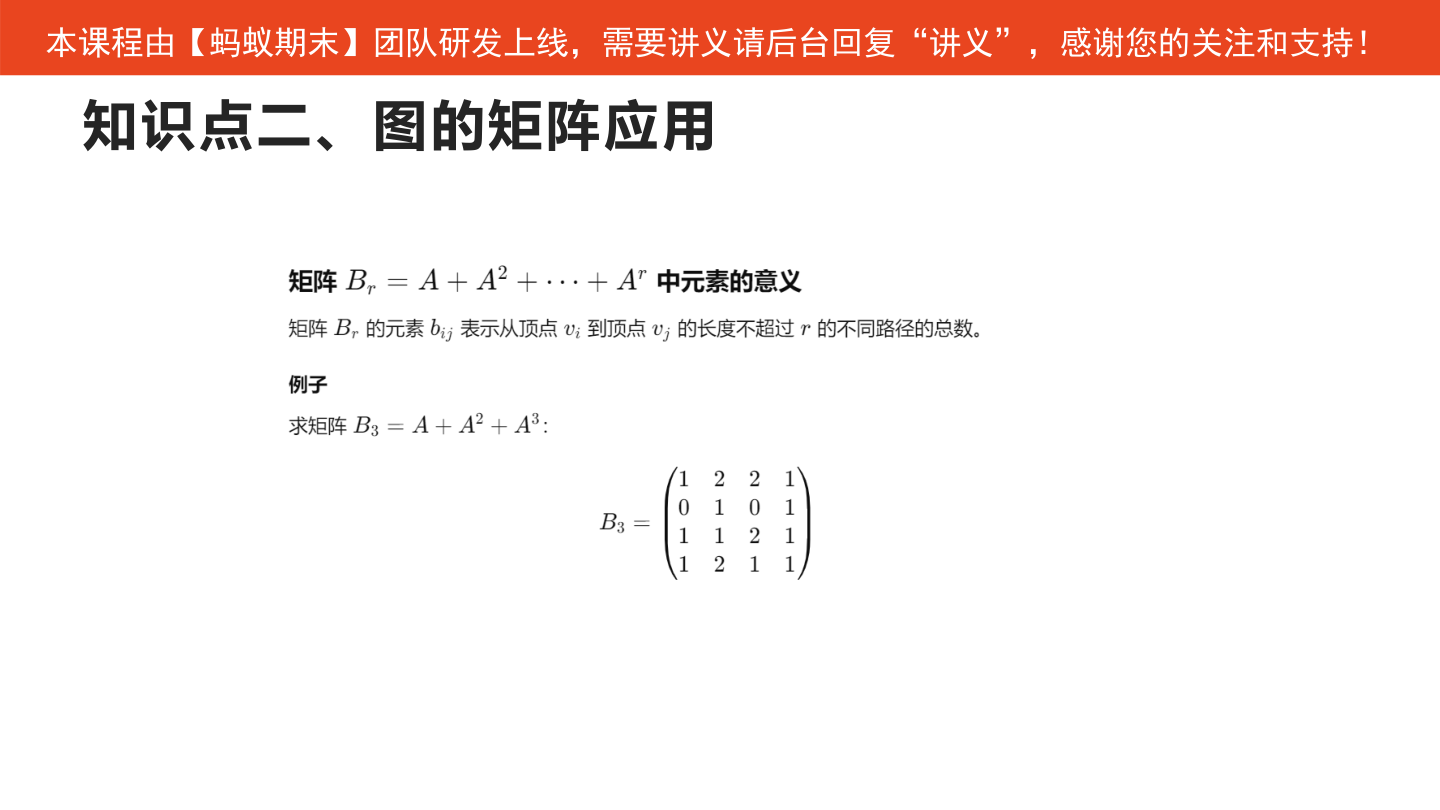 本课程由【蚂蚁期末】团队研发上线，需要讲义请后台回复“讲义”，感谢您的关注和支持！
知识点二、图的矩阵应用
矩阵 B_r = A + A^2 + ⋯ + A^r 中元素的意义
矩阵 B_r 的元素 b_{ij} 表示从顶点 v_i 到顶点 v_j 的长度不超过 r 的不同路径的总数。
例子
求矩阵 B_3 = A + A^2 + A^3：
B_3 =
1 2 2 1
0 1 0 1
1 1 2 1
1 2 1 1